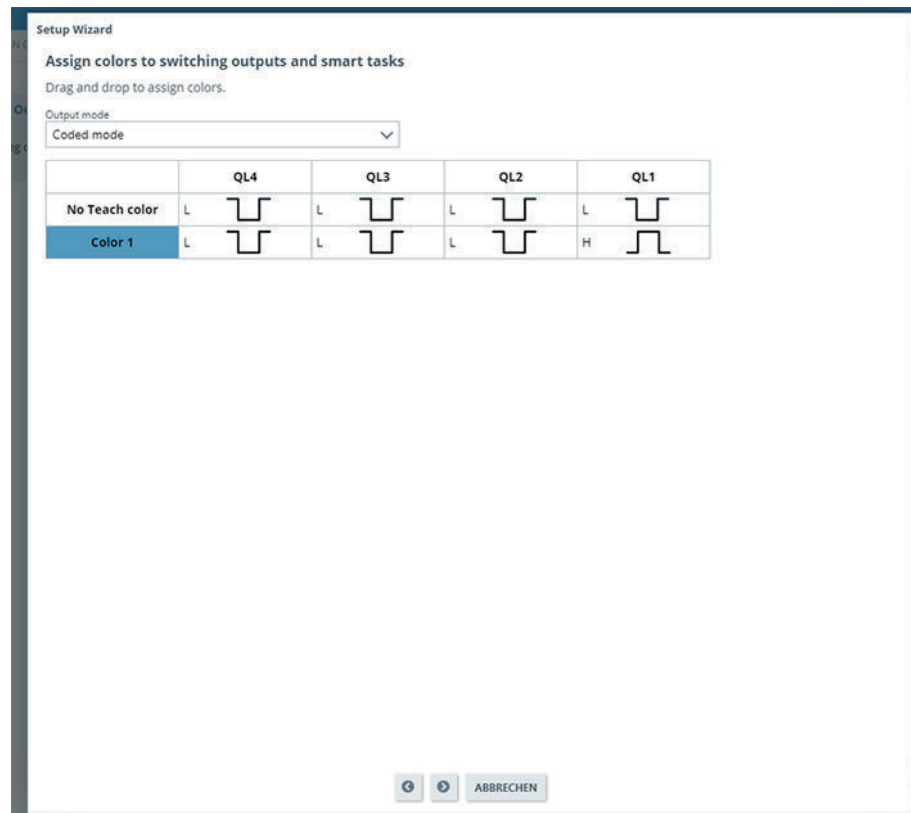 Setup Wizard
Assign colors to switching outputs and smart tasks
Drag and drop to assign colors.
Output mode
Coded mode
QL4 QL3 QL2 QL1
No Teach color L L L L
Color 1 L L L H
ABBRECHEN